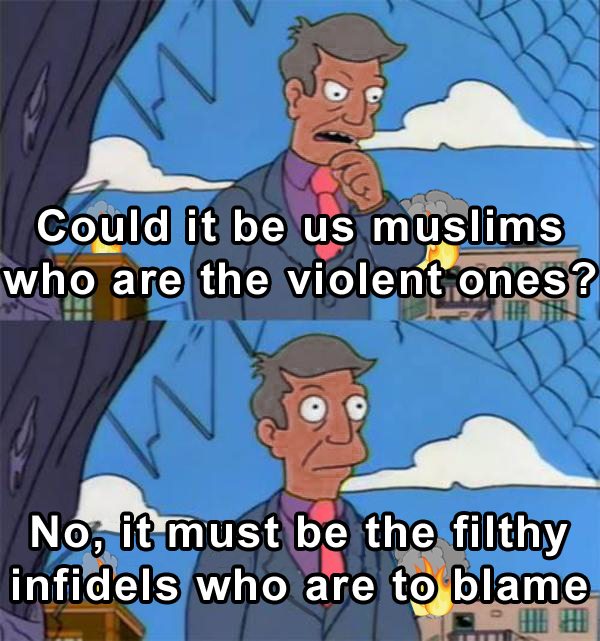 Could it be us muslims
who are the violent ones?
No, it must be the filthy
infidels who are to blame